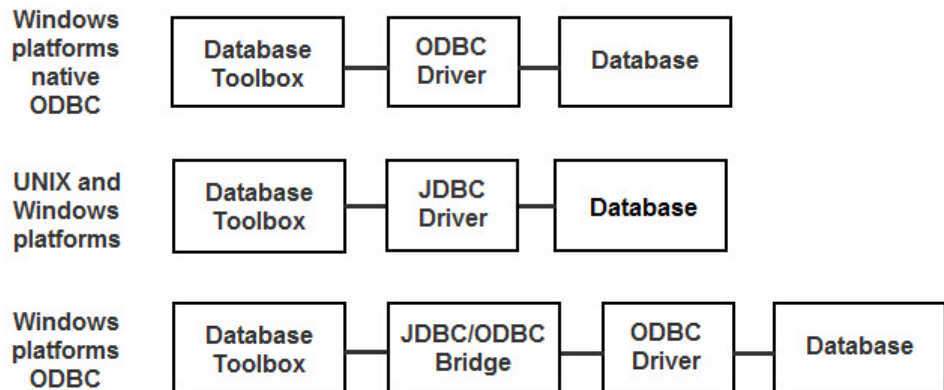 Windows
platforms
native
ODBC
Database
Toolbox
ODBC
Driver
Database
UNIX and
Windows
platforms
Database
Toolbox
JDBC
Driver
Database
Windows
platforms
ODBC
Database
Toolbox
JDBC/ODBC
Bridge
ODBC
Driver
Database